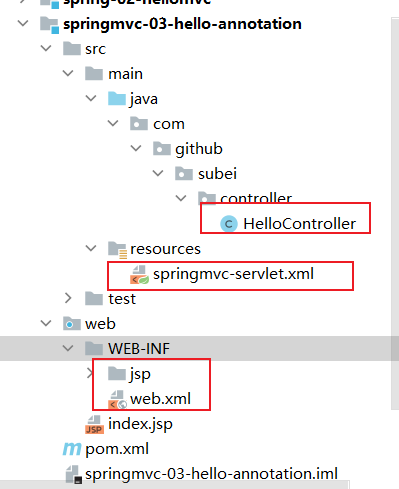 spring-02-hellomvc
springmvc-03-hello-annotation
src
main
java
com
github
subei
controller
C HelloController
resources
springmvc-servlet.xml
test
web
WEB-INF
jsp
web.xml
JSP index.jsp
m pom.xml
springmvc-03-hello-annotation.iml